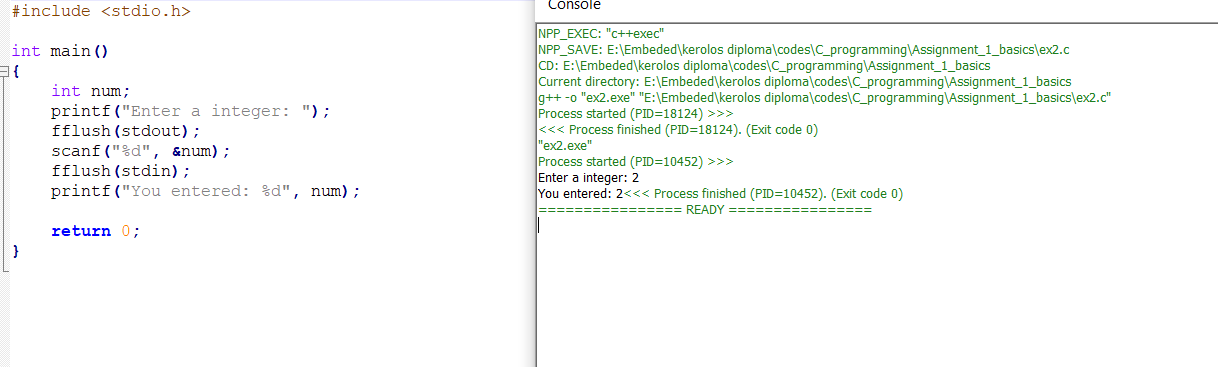 #include <stdio.h>
int main()
{
    int num;
    printf("Enter a integer: ");
    fflush(stdout);
    scanf("%d", &num);
    fflush(stdin);
    printf("You entered: %d", num);
    return 0;
}
Console
NPP_EXEC: "c++exec"
NPP_SAVE: E:\Embeded\kerolos diploma\codes\C_programming\Assignment_1_basics\ex2.c
CD: E:\Embeded\kerolos diploma\codes\C_programming\Assignment_1_basics
Current directory: E:\Embeded\kerolos diploma\codes\C_programming\Assignment_1_basics
g++ -o "ex2.exe" "E:\Embeded\kerolos diploma\codes\C_programming\Assignment_1_basics\ex2.c"
Process started (PID=18124) >>>
<<< Process finished (PID=18124). (Exit code 0)
"ex2.exe"
Process started (PID=10452) >>>
Enter a integer: 2
You entered: 2<<< Process finished (PID=10452). (Exit code 0)
================ READY ================